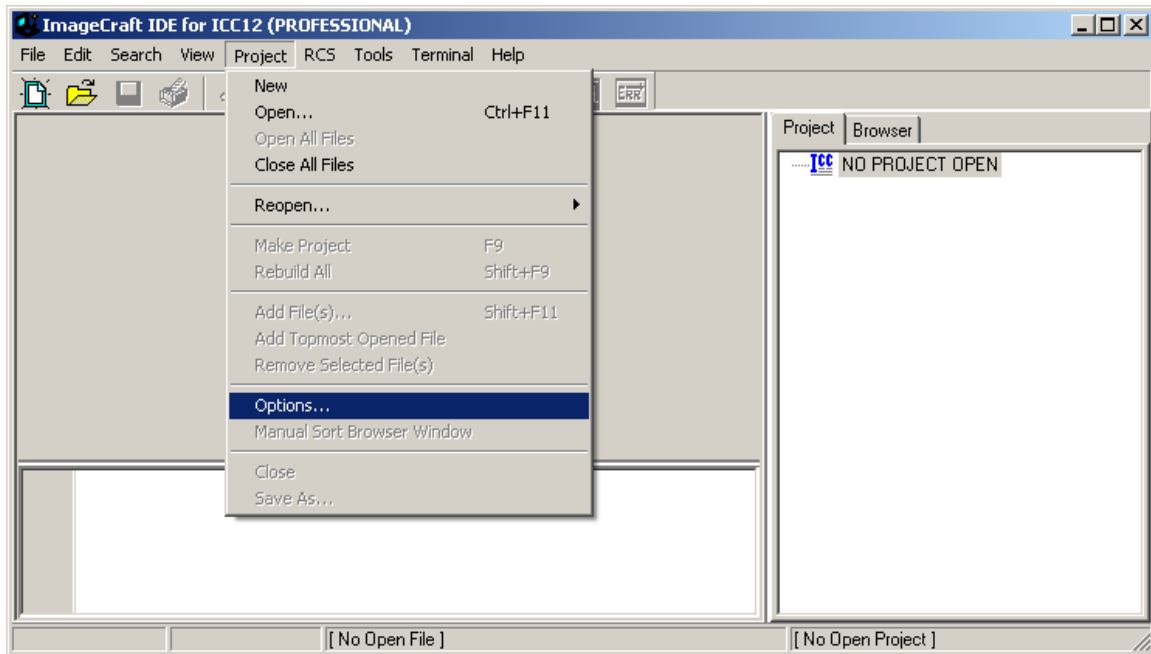 ImageCraft IDE for ICC12 (PROFESSIONAL)
File Edit Search View Project RCS Tools Terminal Help
ERR
New
Open... Ctrl+F11
Open All Files
Close All Files
Reopen...
Make Project F9
Rebuild All Shift+F9
Add File(s)... Shift+F11
Add Topmost Opened File
Remove Selected File(s)
Options...
Manual Sort Browser Window
Close
Save As...
Project Browser
ICC NO PROJECT OPEN
[ No Open File ] [ No Open Project ]